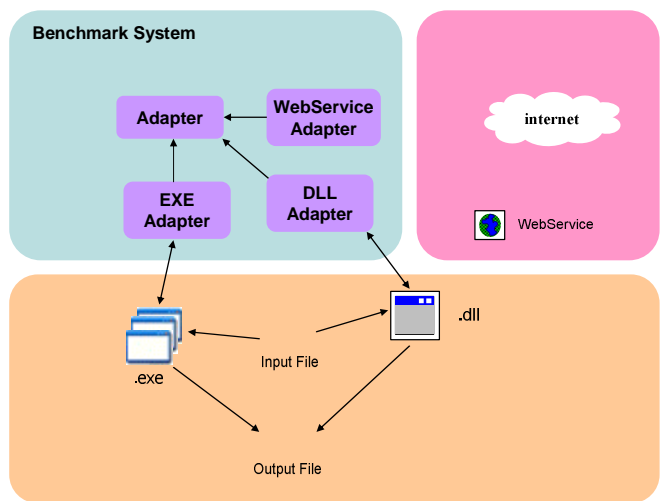 Benchmark System
Adapter
WebService
Adapter
EXE
Adapter
DLL
Adapter
internet
WebService
.exe
.dll
Input File
Output File